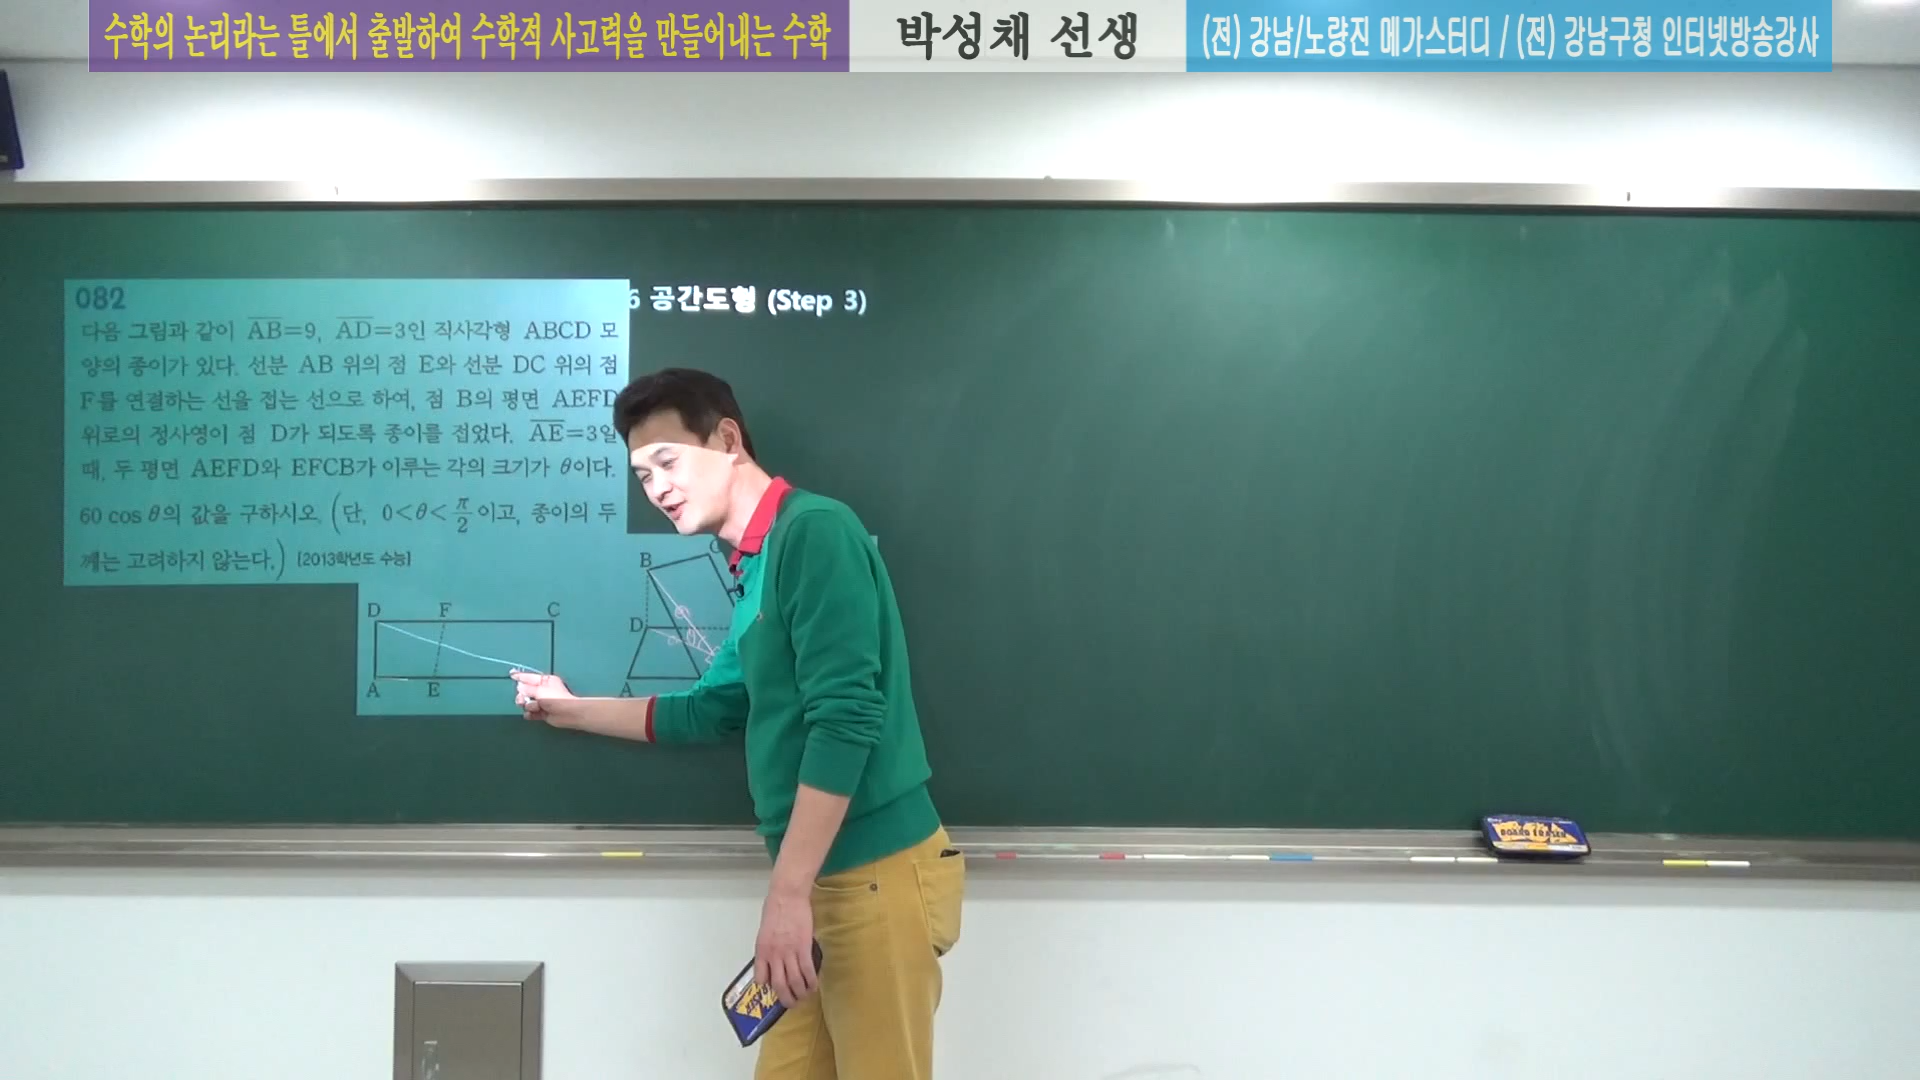 수학의 논리라는 틀에서 출발하여 수학적 사고력을 만들어내는 수학
박성채 선생
(전) 강남/노량진 메가스터디 / (전) 강남구청 인터넷방송강사
6 공간도형 (Step 3)
082
다음 그림과 같이 AB=9, AD=3인 직사각형 ABCD 모
양의 종이가 있다. 선분 AB 위의 점 E와 선분 DC 위의 점
F를 연결하는 선을 접는 선으로 하여, 점 B의 평면 AEFD
위로의 정사영이 점 D가 되도록 종이를 접었다. AE=3일
때, 두 평면 AEFD와 EFCB가 이루는 각의 크기가 θ이다.
60 cos θ의 값을 구하시오. (단, 0<θ<π/2이고, 종이의 두
께는 고려하지 않는다.) [2013학년도 수능]
D F C
A E
B
D
A
BOARD ERASER